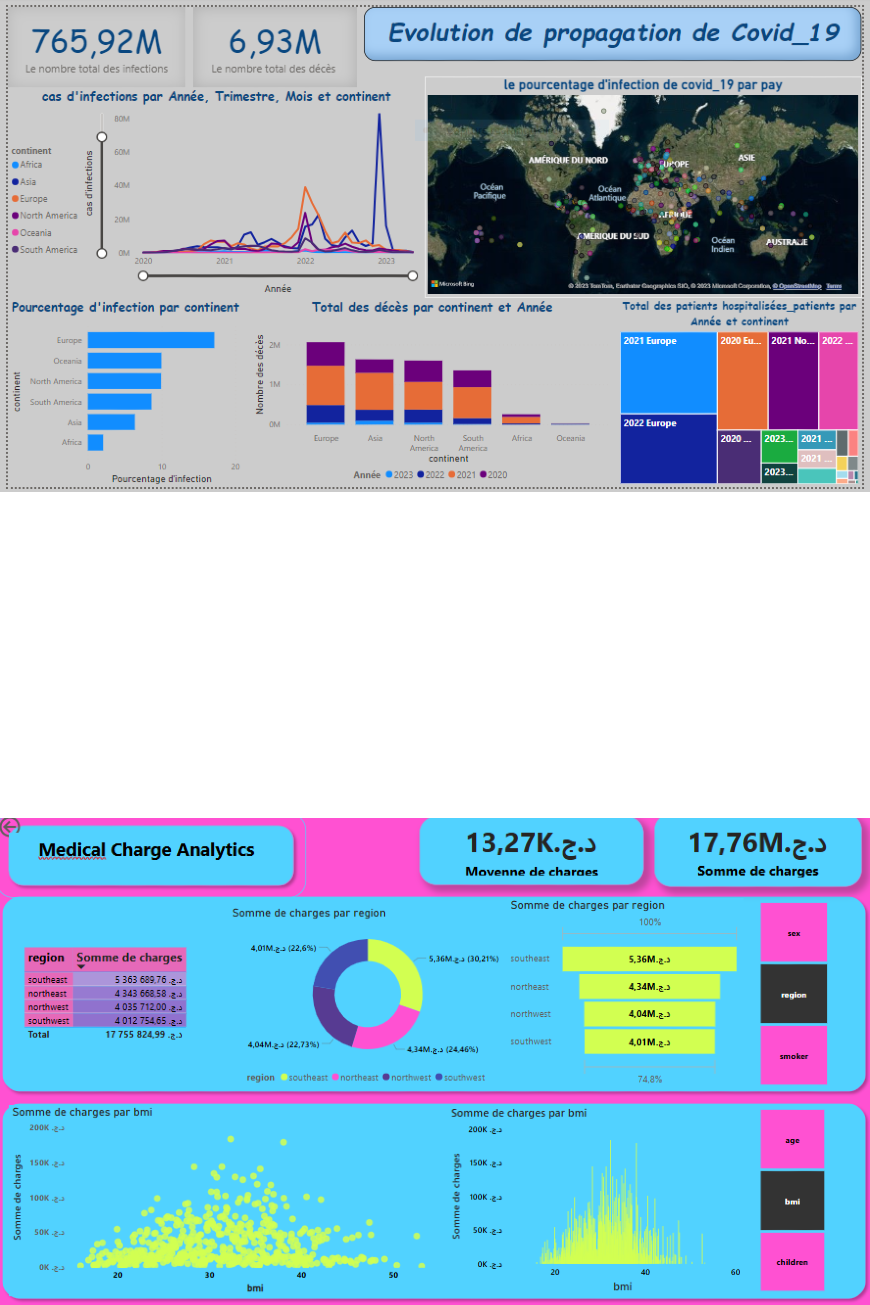 765,92M
Le nombre total des infections
6,93M
Le nombre total des décès
Evolution de propagation de Covid_19
cas d'infections par Année, Trimestre, Mois et continent
continent
Africa
Asia
Europe
North America
Oceania
South America
cas d'infections
80M
60M
40M
20M
0M
2020
2021
2022
2023
Année
le pourcentage d'infection de covid_19 par pay
AMÉRIQUE DU NORD
EUROPE
ASIE
Océan
Pacifique
Océan
Atlantique
AFRIQUE
AMÉRIQUE DU SUD
Océan
Indien
AUSTRALIE
Microsoft Bing
© 2023 TomTom, Earthstar Geographics SIO, © 2023 Microsoft Corporation, © OpenStreetMap Terms
Pourcentage d'infection par continent
continent
Europe
Oceania
North America
South America
Asia
Africa
0
10
20
Pourcentage d'infection
Total des décès par continent et Année
Nombre des décès
2M
1M
0M
Europe
Asia
North
America
South
America
Africa
Oceania
continent
Année 2023 2022 2021 2020
Total des patients hospitalisées_patients par
Année et continent
2021 Europe
2022 Europe
2020 Eu...
2021 No...
2022 ...
2020 ...
2023...
2023...
2021 ...
2021 ...
Medical Charge Analytics
13,27K.د.ج
Moyenne de charges
17,76M.د.ج
Somme de charges
region Somme de charges
southeast 5 363 689,76 د.ج.
northeast 4 343 668,58 د.ج.
northwest 4 035 712,00 د.ج.
southwest 4 012 754,65 د.ج.
Total 17 755 824,99 د.ج.
Somme de charges par region
4,01M.د.ج (22,6%)
5,36M.د.ج (30,21%)
4,04M.د.ج (22,73%)
4,34M.د.ج (24,46%)
region southeast northeast northwest southwest
Somme de charges par region
100%
southeast 5,36M.د.ج
northeast 4,34M.د.ج
northwest 4,04M.د.ج
southwest 4,01M.د.ج
74,8%
sex
region
smoker
Somme de charges par bmi
Somme de charges
200K د.ج.
150K د.ج.
100K د.ج.
50K د.ج.
0K د.ج.
20
30
40
50
bmi
Somme de charges par bmi
Somme de charges
200K د.ج.
150K د.ج.
100K د.ج.
50K د.ج.
0K د.ج.
20
40
60
bmi
age
bmi
children